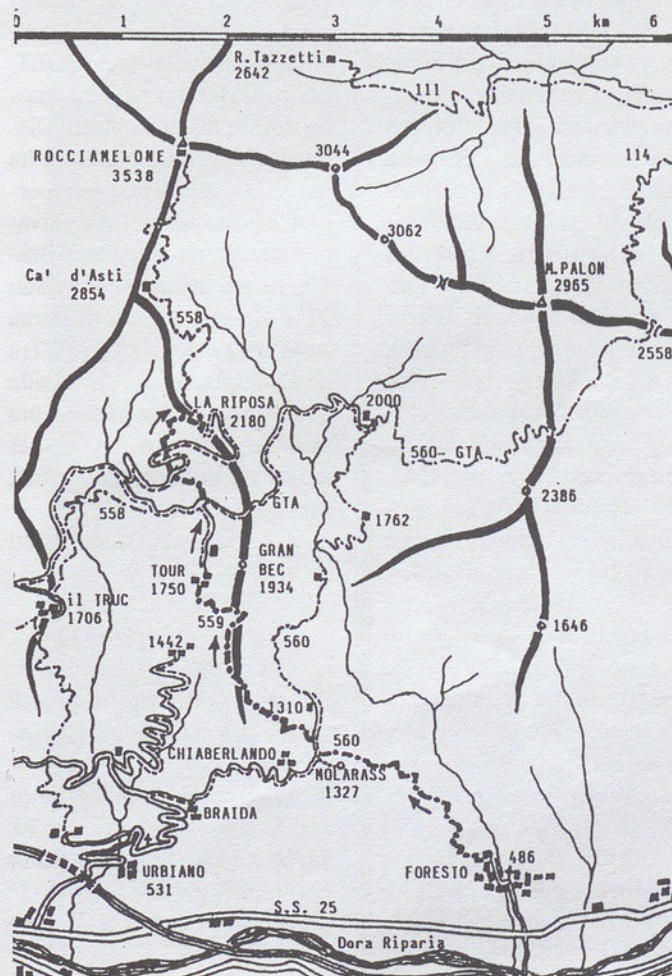 0 1 2 3 4 5 km 6
R.Tazzetti
2642
111
ROCCIAMELONE
3538
3044
114
3062
Ca' d'Asti
2854
M.PALON
2965
558
2558
LA RIPOSA
2180
2000
560- GTA
558
GTA
2386
1762
TOUR
1750
GRAN
BEC
1934
il TRUC
1706
559
1442
560
1646
1310
560
CHIABERLANDO
MOLARASS
1327
BRAIDA
FORESTO
486
URBIANO
531
S.S. 25
Dora Riparia